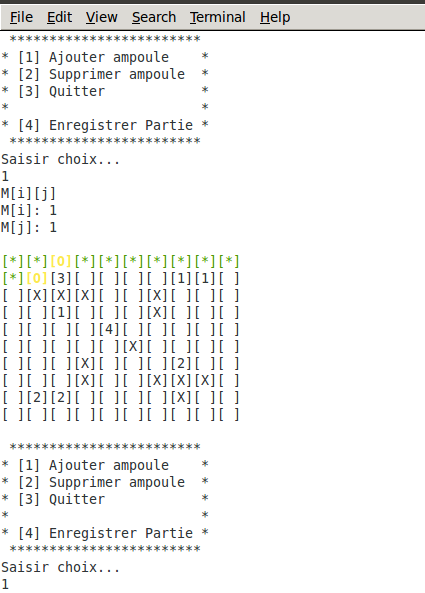 File Edit View Search Terminal Help
************************
* [1] Ajouter ampoule    *
* [2] Supprimer ampoule  *
* [3] Quitter            *
*                        *
* [4] Enregistrer Partie *
************************
Saisir choix...
1
M[i][j]
M[i]: 1
M[j]: 1
[*][*][O][*][*][*][*][*][*][*]
[*][O][3][ ][ ][ ][ ][1][1][ ]
[ ][X][X][X][ ][ ][X][ ][ ][ ]
[ ][ ][1][ ][ ][ ][X][ ][ ][ ]
[ ][ ][ ][ ][4][ ][ ][ ][ ][ ]
[ ][ ][ ][ ][ ][X][ ][ ][ ][ ]
[ ][ ][ ][X][ ][ ][ ][2][ ][ ]
[ ][ ][ ][X][ ][ ][X][X][X][ ]
[ ][2][2][ ][ ][ ][ ][X][ ][ ]
[ ][ ][ ][ ][ ][ ][ ][ ][ ][ ]
************************
* [1] Ajouter ampoule    *
* [2] Supprimer ampoule  *
* [3] Quitter            *
*                        *
* [4] Enregistrer Partie *
************************
Saisir choix...
1